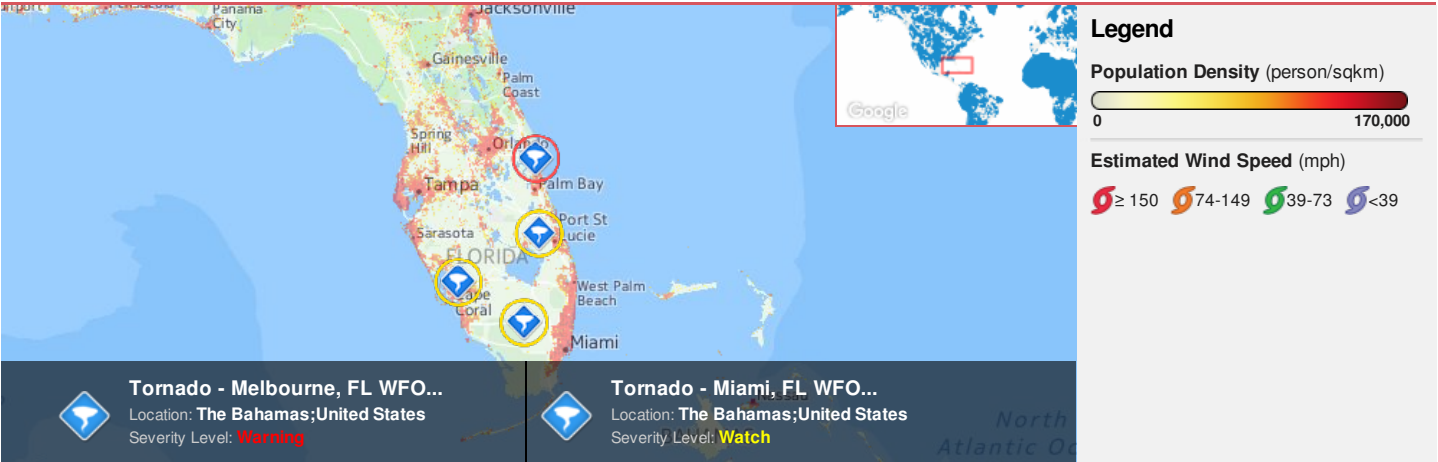 Panama
City
Jacksonville
Gainesville
Palm
Coast
Spring
Hill
Orlando
Tampa
Palm Bay
Port St
Lucie
Sarasota
FLORIDA
Cape
Coral
West Palm
Beach
Miami
Nassau
North
Atlantic Oc
Google
Tornado - Melbourne, FL WFO...
Location: The Bahamas;United States
Severity Level: Warning
Tornado - Miami, FL WFO...
Location: The Bahamas;United States
Severity Level: Watch
Legend
Population Density (person/sqkm)
0 170,000
Estimated Wind Speed (mph)
≥ 150 74-149 39-73 <39